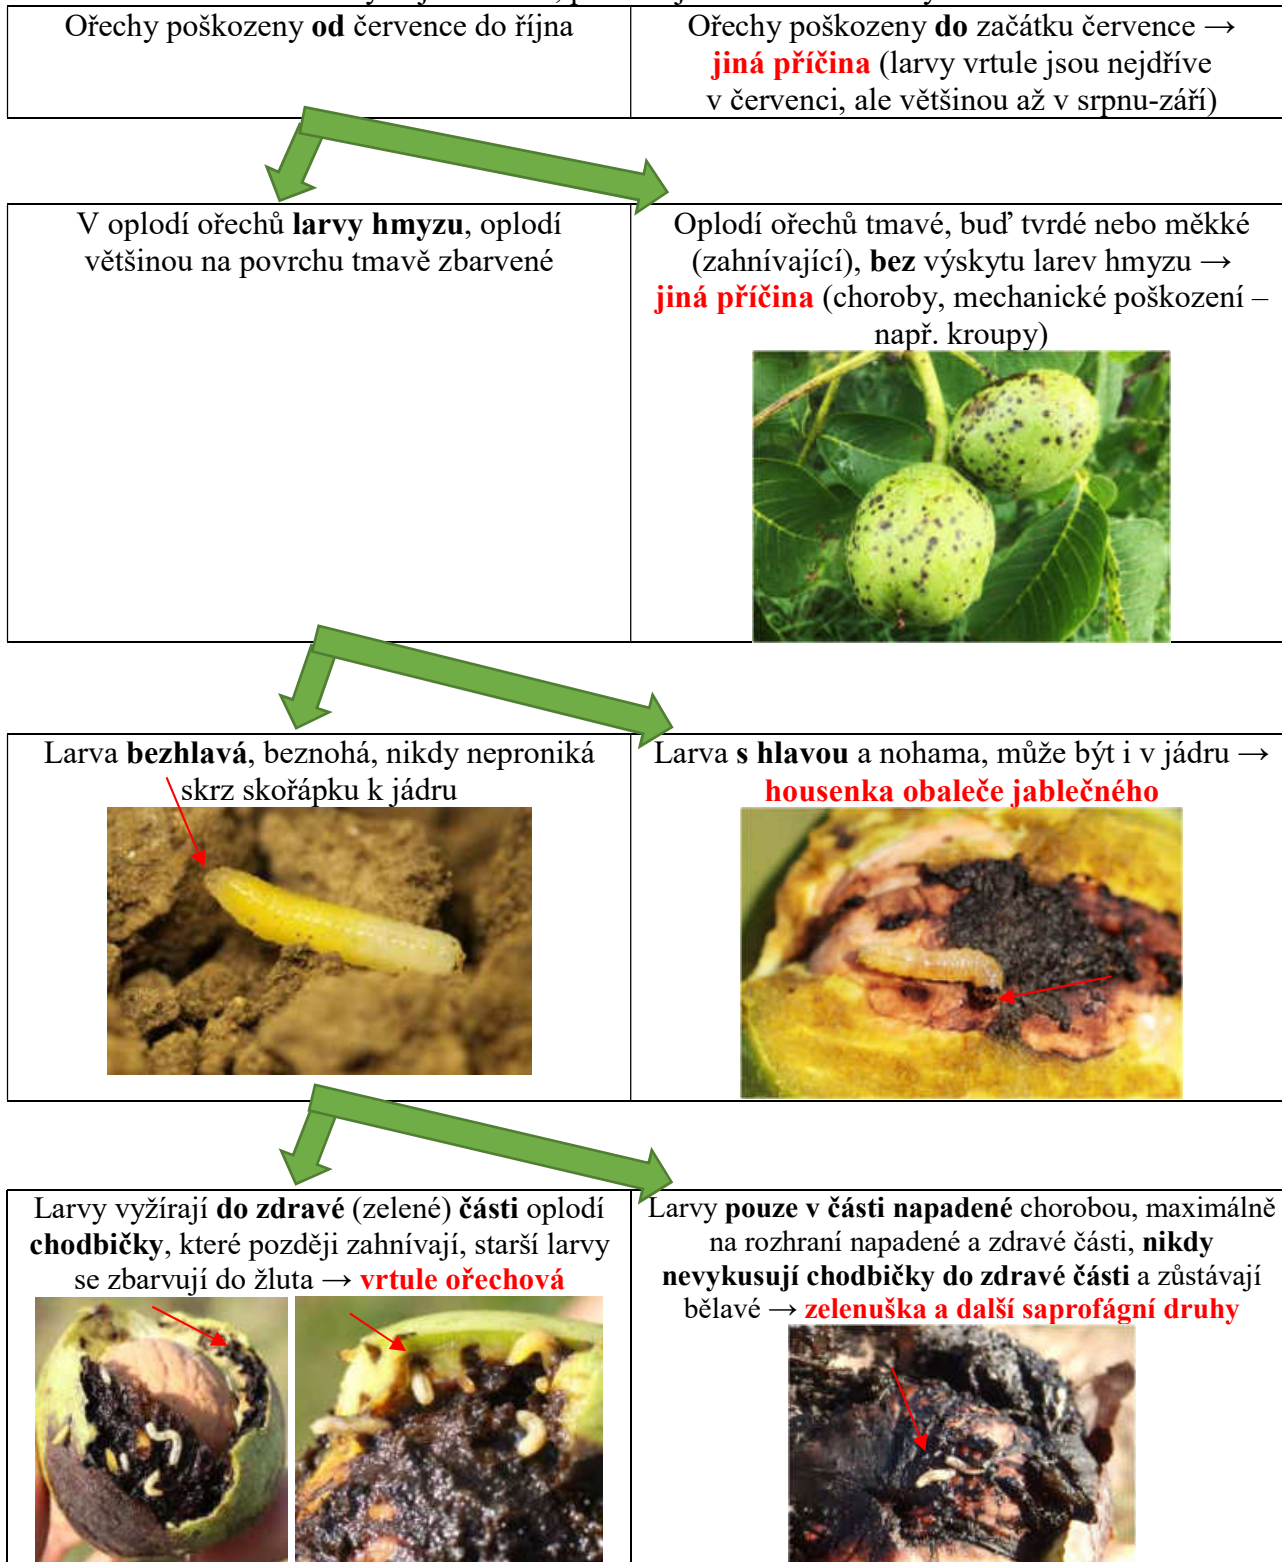 Ořechy poškozeny od července do října
Ořechy poškozeny do začátku července →
jiná příčina (larvy vrtule jsou nejdříve
v červenci, ale většinou až v srpnu-září)
V oplodí ořechů larvy hmyzu, oplodí
většinou na povrchu tmavě zbarvené
Oplodí ořechů tmavé, buď tvrdé nebo měkké
(zahnívající), bez výskytu larev hmyzu →
jiná příčina (choroby, mechanické poškození –
např. kroupy)
Larva bezhlavá, beznohá, nikdy neproniká
skrz skořápku k jádru
Larva s hlavou a nohama, může být i v jádru →
housenka obaleče jablečného
Larvy vyžírají do zdravé (zelené) části oplodí
chodbičky, které později zahnívají, starší larvy
se zbarvují do žluta → vrtule ořechová
Larvy pouze v části napadené chorobou, maximálně
na rozhraní napadené a zdravé části, nikdy
nevykusují chodbičky do zdravé části a zůstávají
bělavé → zelenuška a další saprofágní druhy